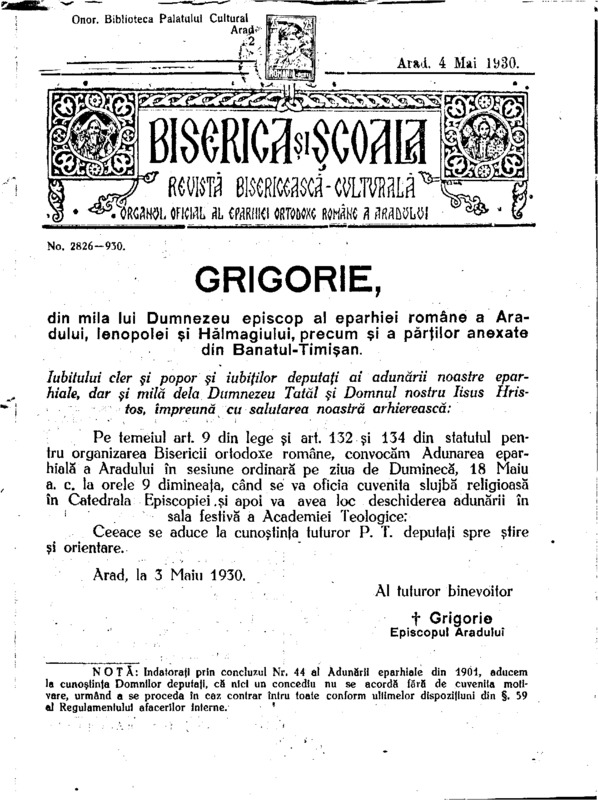 Onor. Biblioteca Palatului Cultural
Arad
2
ROMANIA
Arad, 4 Mai 1930.
BISERICA ȘI ȘCOALA
REVISTĂ BISERICEASCĂ-CULTURALĂ
ORGANUL OFICIAL AL EPARHIEI ORTODOXE ROMÂNE A ARADULUI
No. 2826—930.
GRIGORIE,
din mila lui Dumnezeu episcop al eparhiei române a Ara-
dului, Ienopolei și Hălmagiului, precum și a părților anexate
din Banatul-Timișan.
Iubitului cler și popor și iubiților deputați ai adunării noastre epar-
hiale, dar și milă dela Dumnezeu Tatăl și Domnul nostru Iisus Hris-
tos, împreună cu salutarea noastră arhierească:
Pe temeiul art. 9 din lege și art. 132 și 134 din statutul pen-
tru organizarea Bisericii ortodoxe române, convocăm Adunarea epar-
hială a Aradului în sesiune ordinară pe ziua de Duminecă, 18 Maiu
a. c. la orele 9 dimineața, când se va oficia cuvenita slujbă religioasă
în Catedrala Episcopiei și apoi va avea loc deschiderea adunării în
sala festivă a Academiei Teologice:
Ceeace se aduce la cunoștința tuturor P. T. deputați spre știre
și orientare.
Arad, la 3 Maiu 1930.
Al tuturor binevoitor
† Grigorie
Episcopul Aradului
NOTĂ: Indatorați prin concluzul Nr. 44 al Adunării eparhiale din 1901, aducem
la cunoștința Domnilor deputați, că nici un concediu nu se acordă fără de cuvenita moti-
vare, urmând a se proceda în caz contrar întru toate conform ultimelor dispozițiuni din §. 59
al Regulamentului afacerilor interne.